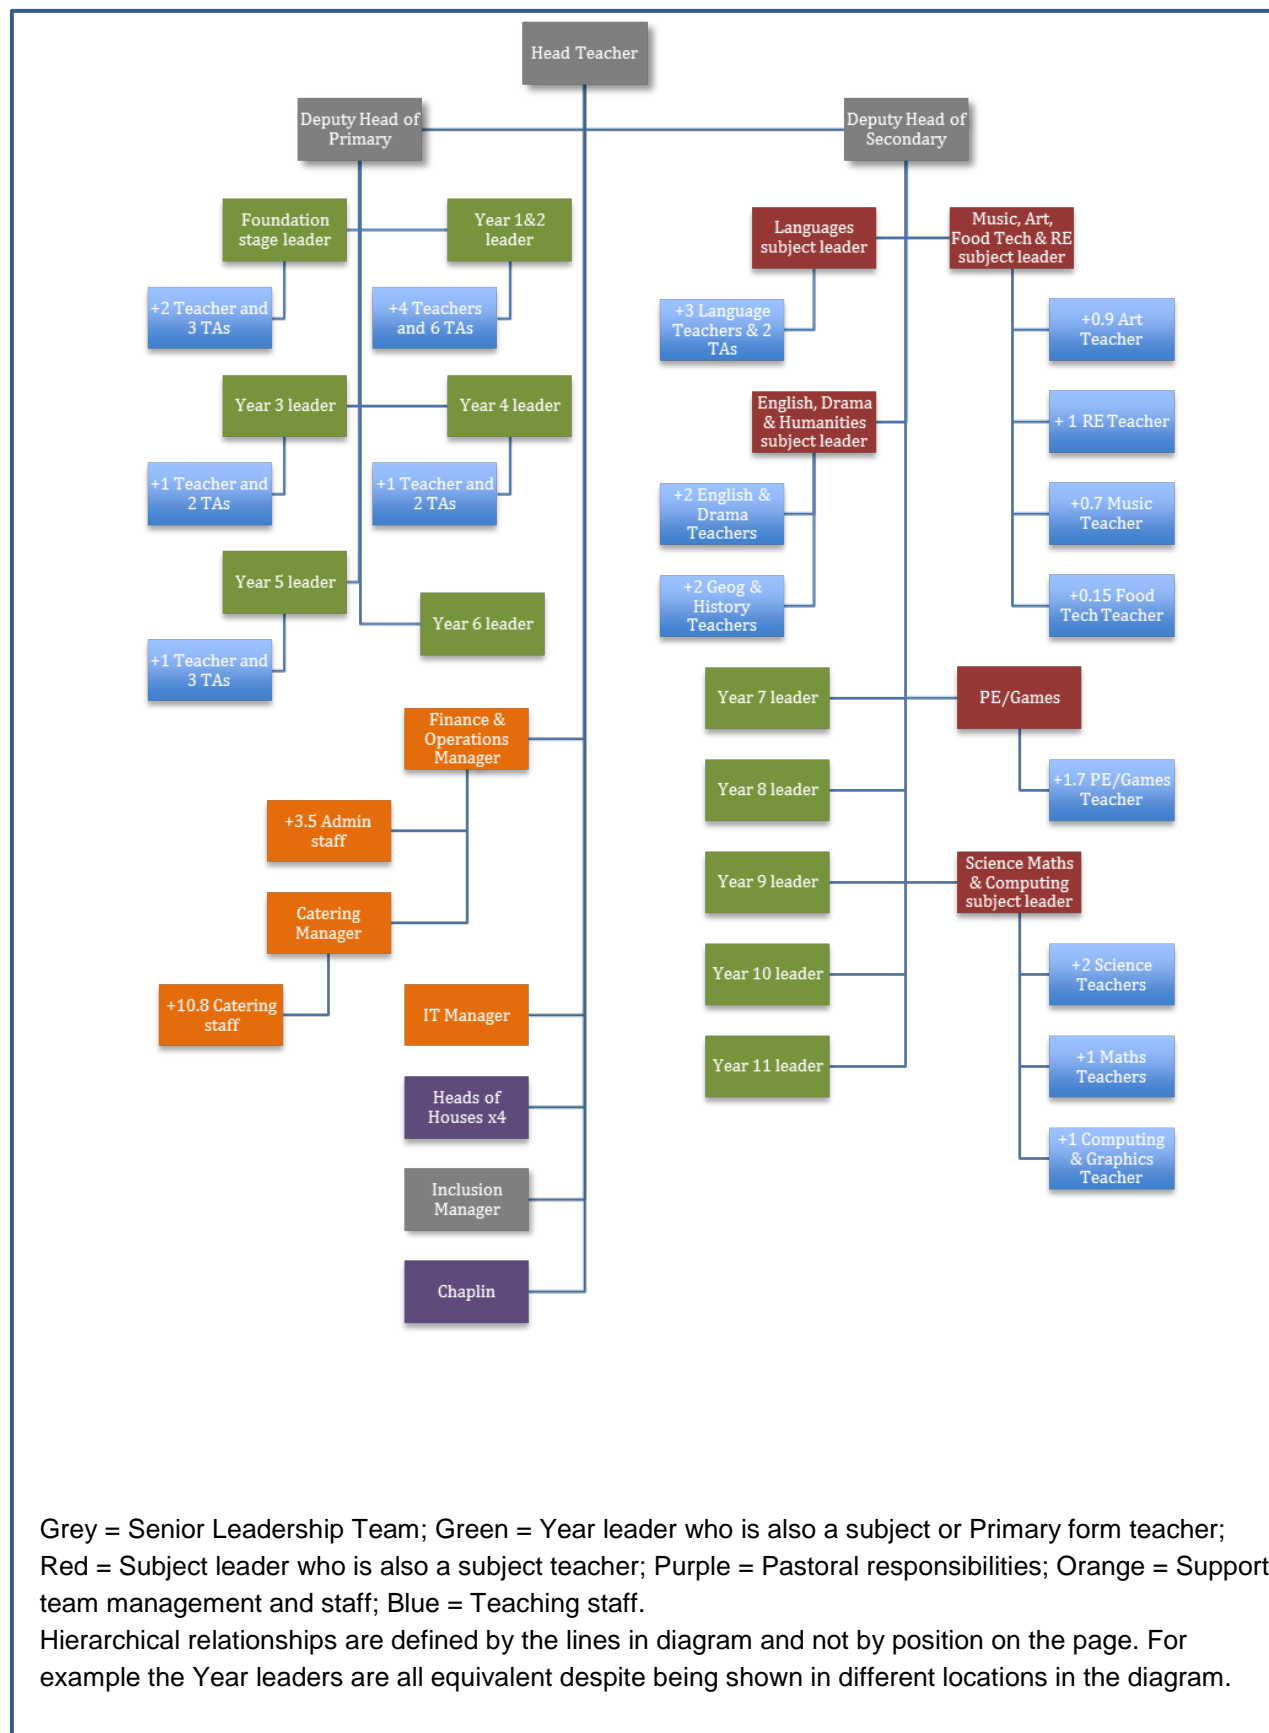 Head Teacher
Deputy Head of
Primary
Deputy Head of
Secondary
Foundation
stage leader
Year 1&2
leader
+2 Teacher and
3 TAs
+4 Teachers
and 6 TAs
Year 3 leader
Year 4 leader
+1 Teacher and
2 TAs
+1 Teacher and
2 TAs
Year 5 leader
Year 6 leader
+1 Teacher and
3 TAs
Languages
subject leader
Music, Art,
Food Tech & RE
subject leader
+3 Language
Teachers & 2
TAs
+0.9 Art
Teacher
English, Drama
& Humanities
subject leader
+ 1 RE Teacher
+2 English &
Drama
Teachers
+0.7 Music
Teacher
+2 Geog &
History
Teachers
+0.15 Food
Tech Teacher
Year 7 leader
PE/Games
Year 8 leader
+1.7 PE/Games
Teacher
Year 9 leader
Science Maths
& Computing
subject leader
Year 10 leader
+2 Science
Teachers
Year 11 leader
+1 Maths
Teachers
+1 Computing
& Graphics
Teacher
Finance &
Operations
Manager
+3.5 Admin
staff
Catering
Manager
+10.8 Catering
staff
IT Manager
Heads of
Houses x4
Inclusion
Manager
Chaplin
Grey = Senior Leadership Team; Green = Year leader who is also a subject or Primary form teacher;
Red = Subject leader who is also a subject teacher; Purple = Pastoral responsibilities; Orange = Support
team management and staff; Blue = Teaching staff.
Hierarchical relationships are defined by the lines in diagram and not by position on the page. For
example the Year leaders are all equivalent despite being shown in different locations in the diagram.